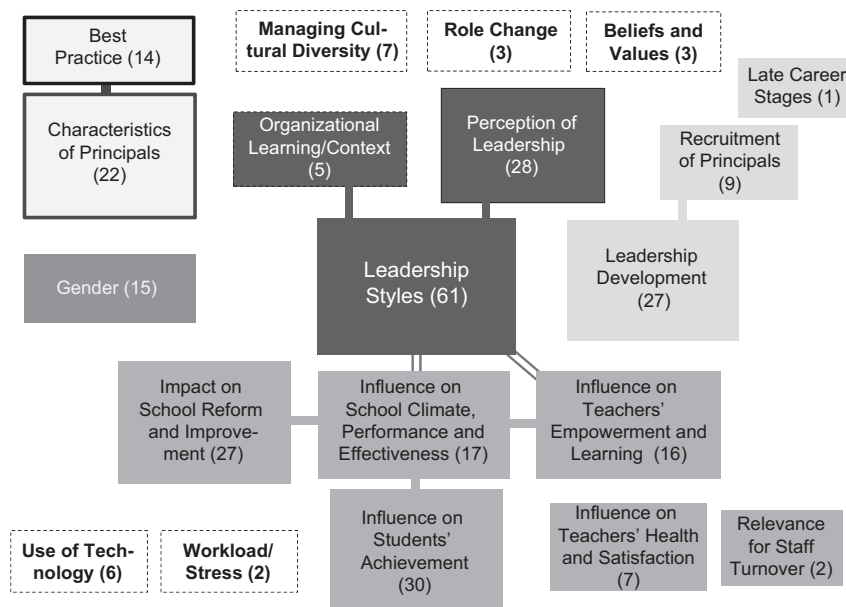 Best
Practice (14)
Managing Cul-
tural Diversity (7)
Role Change
(3)
Beliefs and
Values (3)
Late Career
Stages (1)
Characteristics
of Principals
(22)
Organizational
Learning/Context
(5)
Perception of
Leadership
(28)
Recruitment
of Principals
(9)
Gender (15)
Leadership
Styles (61)
Leadership
Development
(27)
Impact on
School Reform
and Improve-
ment (27)
Influence on
School Climate,
Performance and
Effectiveness (17)
Influence on
Teachers'
Empowerment and
Learning (16)
Use of Tech-
nology (6)
Workload/
Stress (2)
Influence on
Students'
Achievement
(30)
Influence on
Teachers' Health
and Satisfaction
(7)
Relevance
for Staff
Turnover (2)